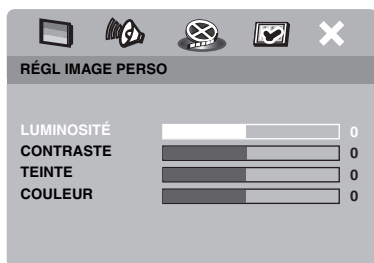 RÉGL IMAGE PERSO
LUMINOSITÉ 0
CONTRASTE 0
TEINTE 0
COULEUR 0